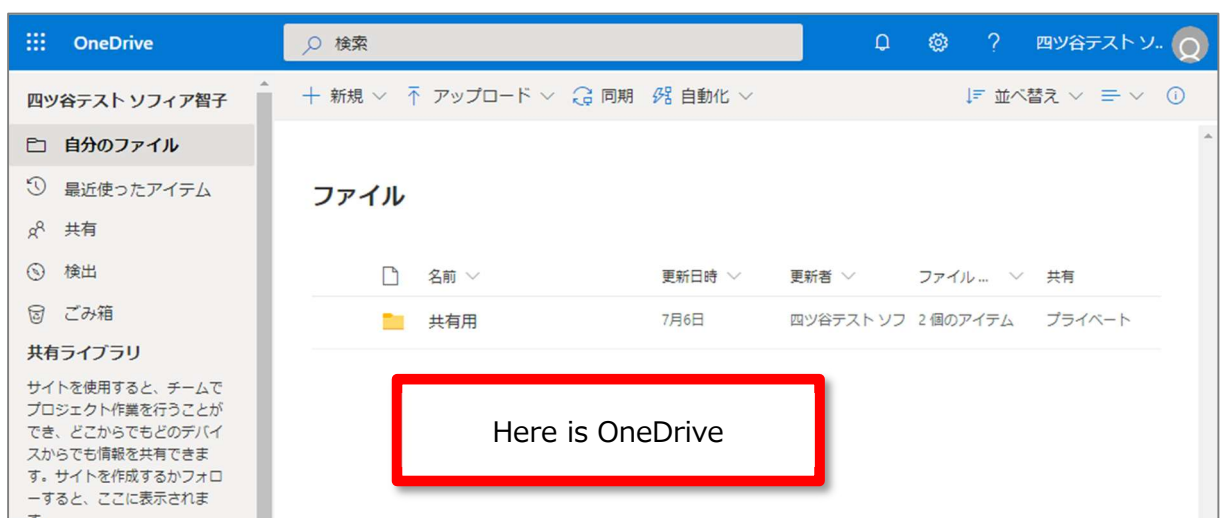 OneDrive
検索
?
四ツ谷テスト ソ..
四ツ谷テスト ソフィア智子
自分のファイル
最近使ったアイテム
共有
検出
ごみ箱
共有ライブラリ
サイトを使用すると、チームで
プロジェクト作業を行うことが
でき、どこからでもどのデバイ
スからでも情報を共有できま
す。サイトを作成するかフォロ
ーすると、ここに表示されま
+ 新規 アップロード 同期 自動化
並べ替え
ファイル
名前 更新日時 更新者 ファイル ... 共有
共有用 7月6日 四ツ谷テスト ソフ 2 個のアイテム プライベート
Here is OneDrive